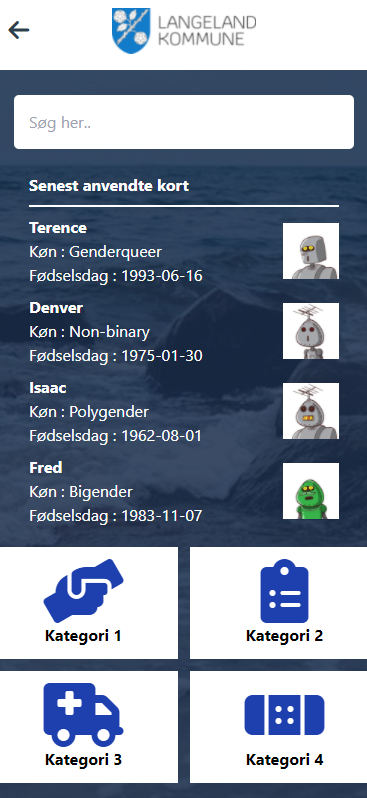 LANGELAND
KOMMUNE
Søg her..
Senest anvendte kort
Terence
Køn : Genderqueer
Fødselsdag : 1993-06-16
Denver
Køn : Non-binary
Fødselsdag : 1975-01-30
Isaac
Køn : Polygender
Fødselsdag : 1962-08-01
Fred
Køn : Bigender
Fødselsdag : 1983-11-07
Kategori 1
Kategori 2
Kategori 3
Kategori 4